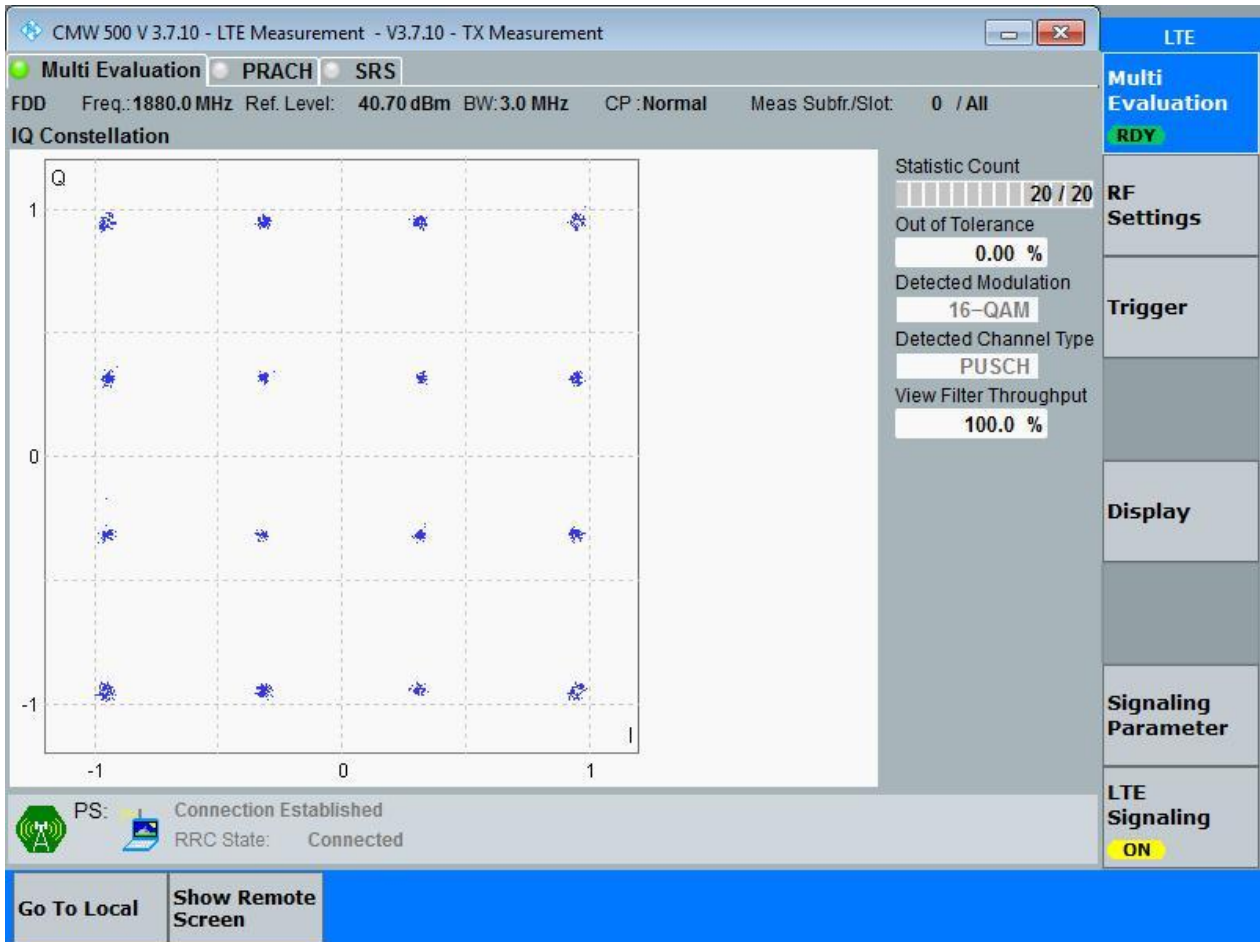 CMW 500 V 3.7.10 - LTE Measurement - V3.7.10 - TX Measurement
Multi Evaluation PRACH SRS
FDD Freq.: 1880.0 MHz Ref. Level: 40.70 dBm BW: 3.0 MHz CP : Normal Meas Subfr./Slot: 0 / All
IQ Constellation
Q
1
0
-1
I
-1 0 1
Statistic Count
20 / 20
Out of Tolerance
0.00 %
Detected Modulation
16-QAM
Detected Channel Type
PUSCH
View Filter Throughput
100.0 %
PS: Connection Established
RRC State: Connected
LTE
Multi
Evaluation
RDY
RF
Settings
Trigger
Display
Signaling
Parameter
LTE
Signaling
ON
Go To Local
Show Remote
Screen